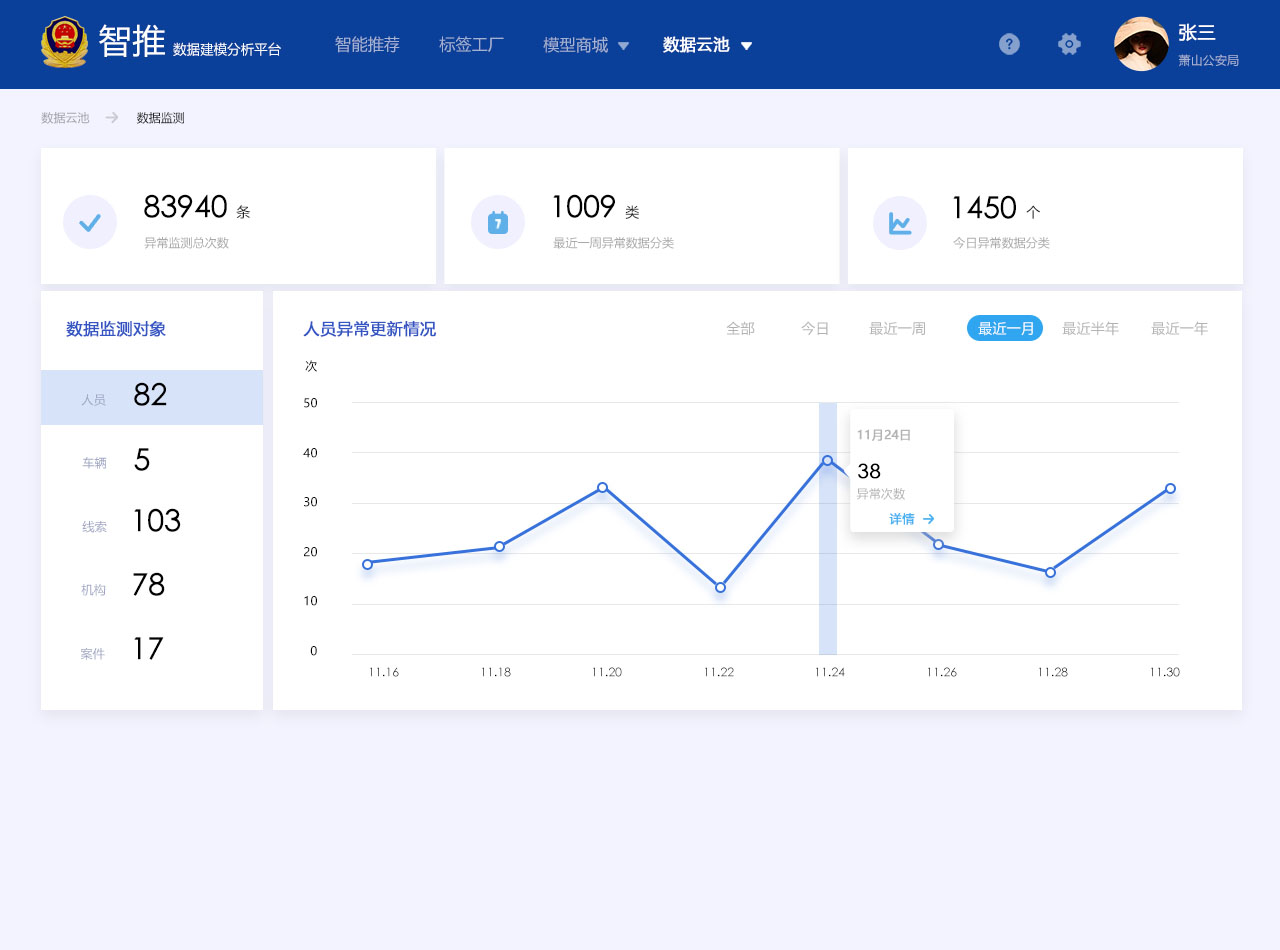 智推 数据建模分析平台 智能推荐 标签工厂 模型商城 数据云池 ? 张三
萧山公安局
数据云池 数据监测
83940 条
异常监测总次数
7
1009 类
最近一周异常数据分类
1450 个
今日异常数据分类
数据监测对象
人员 82
车辆 5
线索 103
机构 78
案件 17
人员异常更新情况 全部 今日 最近一周 最近一月 最近半年 最近一年
次
50
40
30
20
10
0
11月24日
38
异常次数
详情
11.16 11.18 11.20 11.22 11.24 11.26 11.28 11.30